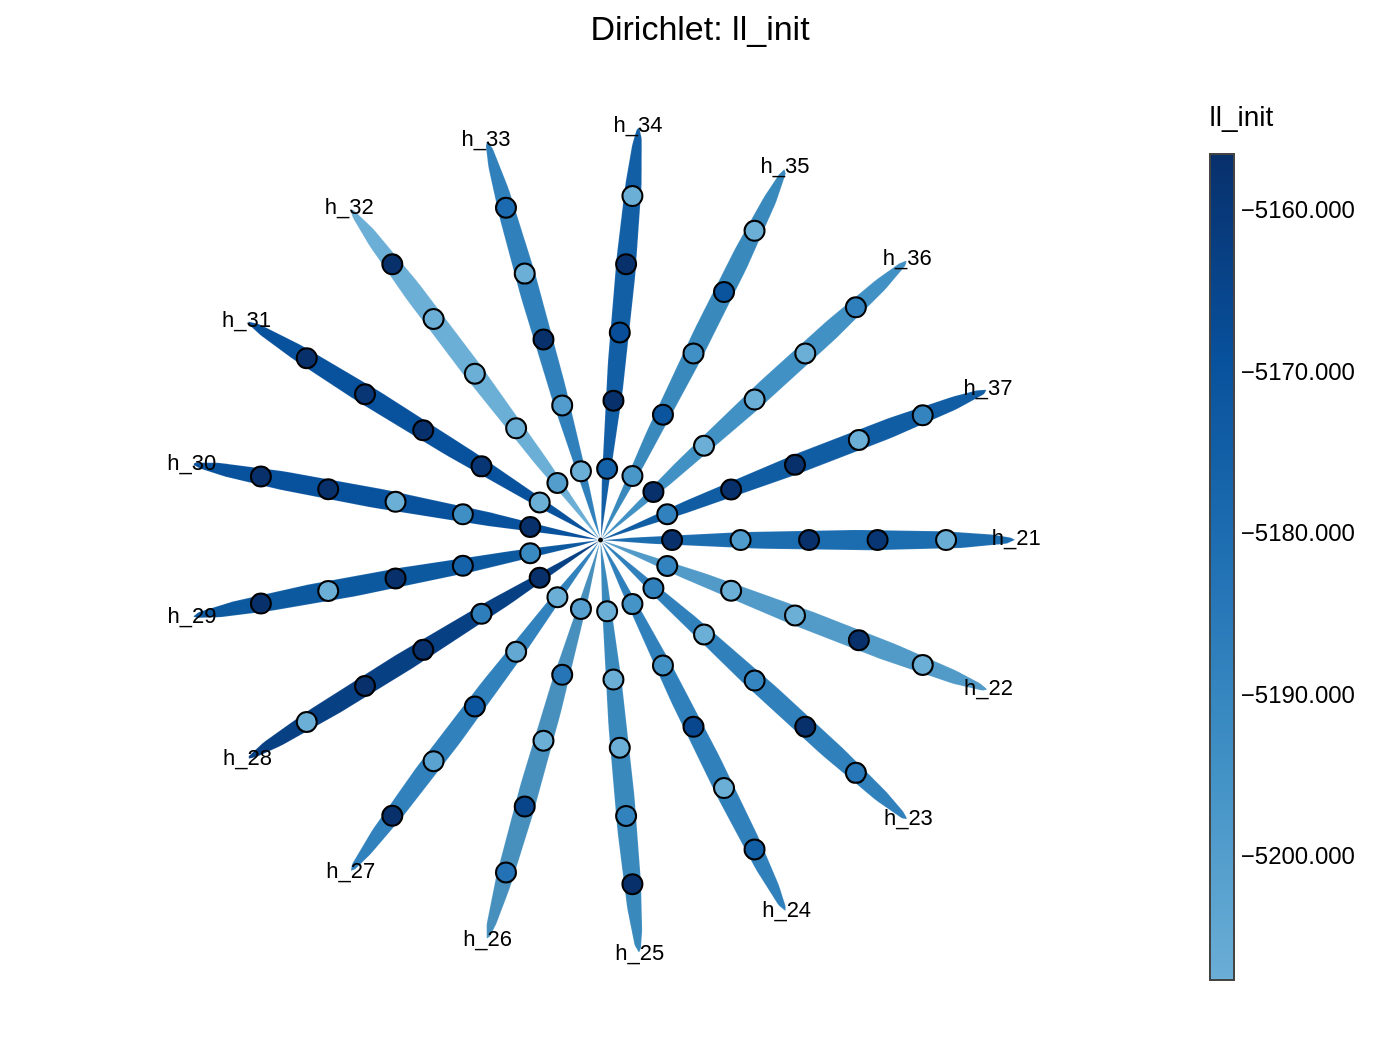 Dirichlet: ll_init
ll_init
−5160.000
−5170.000
−5180.000
−5190.000
−5200.000
h_34
h_33
h_35
h_32
h_36
h_31
h_37
h_30
h_21
h_29
h_22
h_28
h_23
h_27
h_24
h_26
h_25